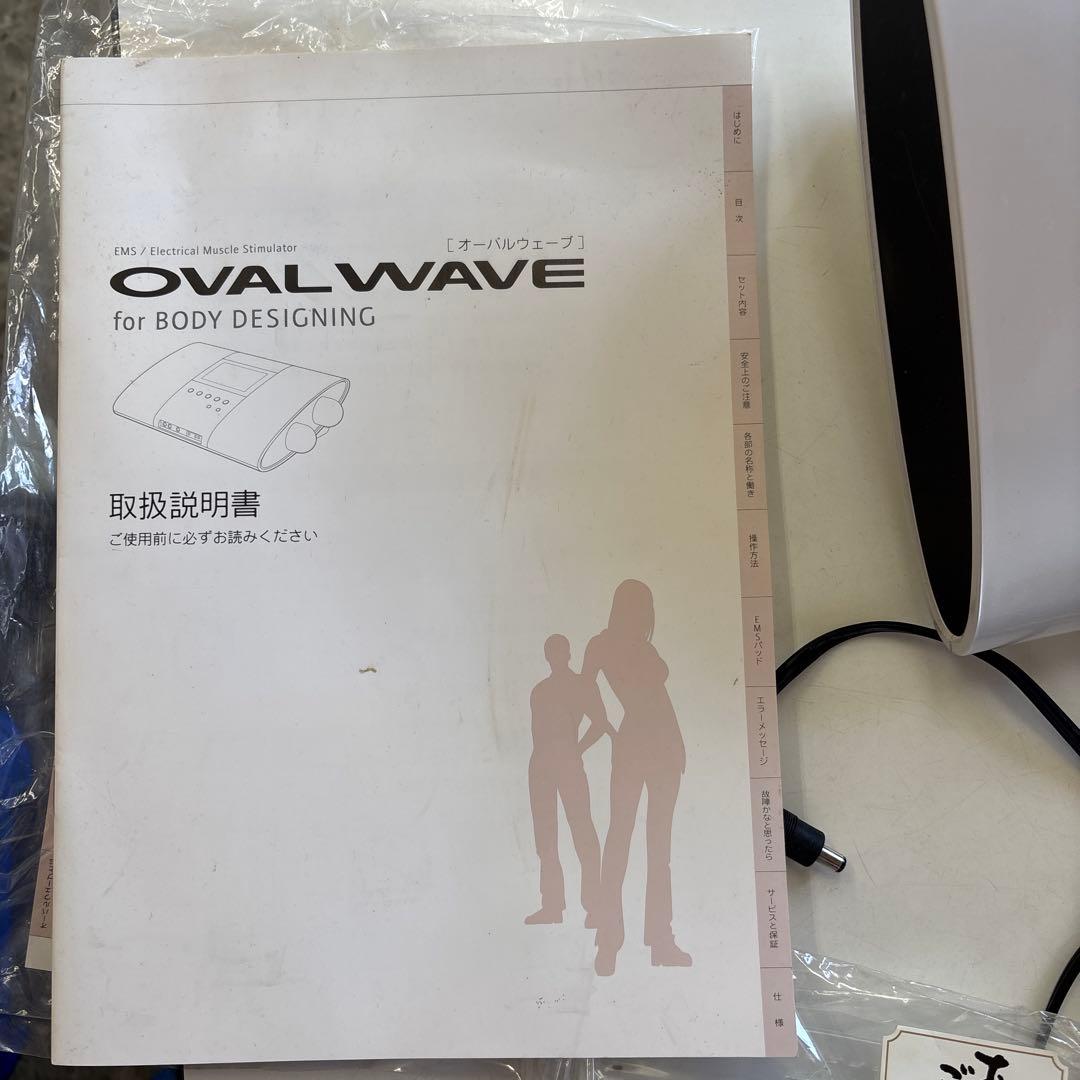 EMS / Electrical Muscle Stimulator
[オーバルウェーブ]
OVALWAVE
for BODY DESIGNING
取扱説明書
ご使用前に必ずお読みください
はじめに
目次
セット内容
安全上のご注意
各部の名称と働き
操作方法
EMSパッド
エラーメッセージ
故障かなと思ったら
サービスと保証
仕様